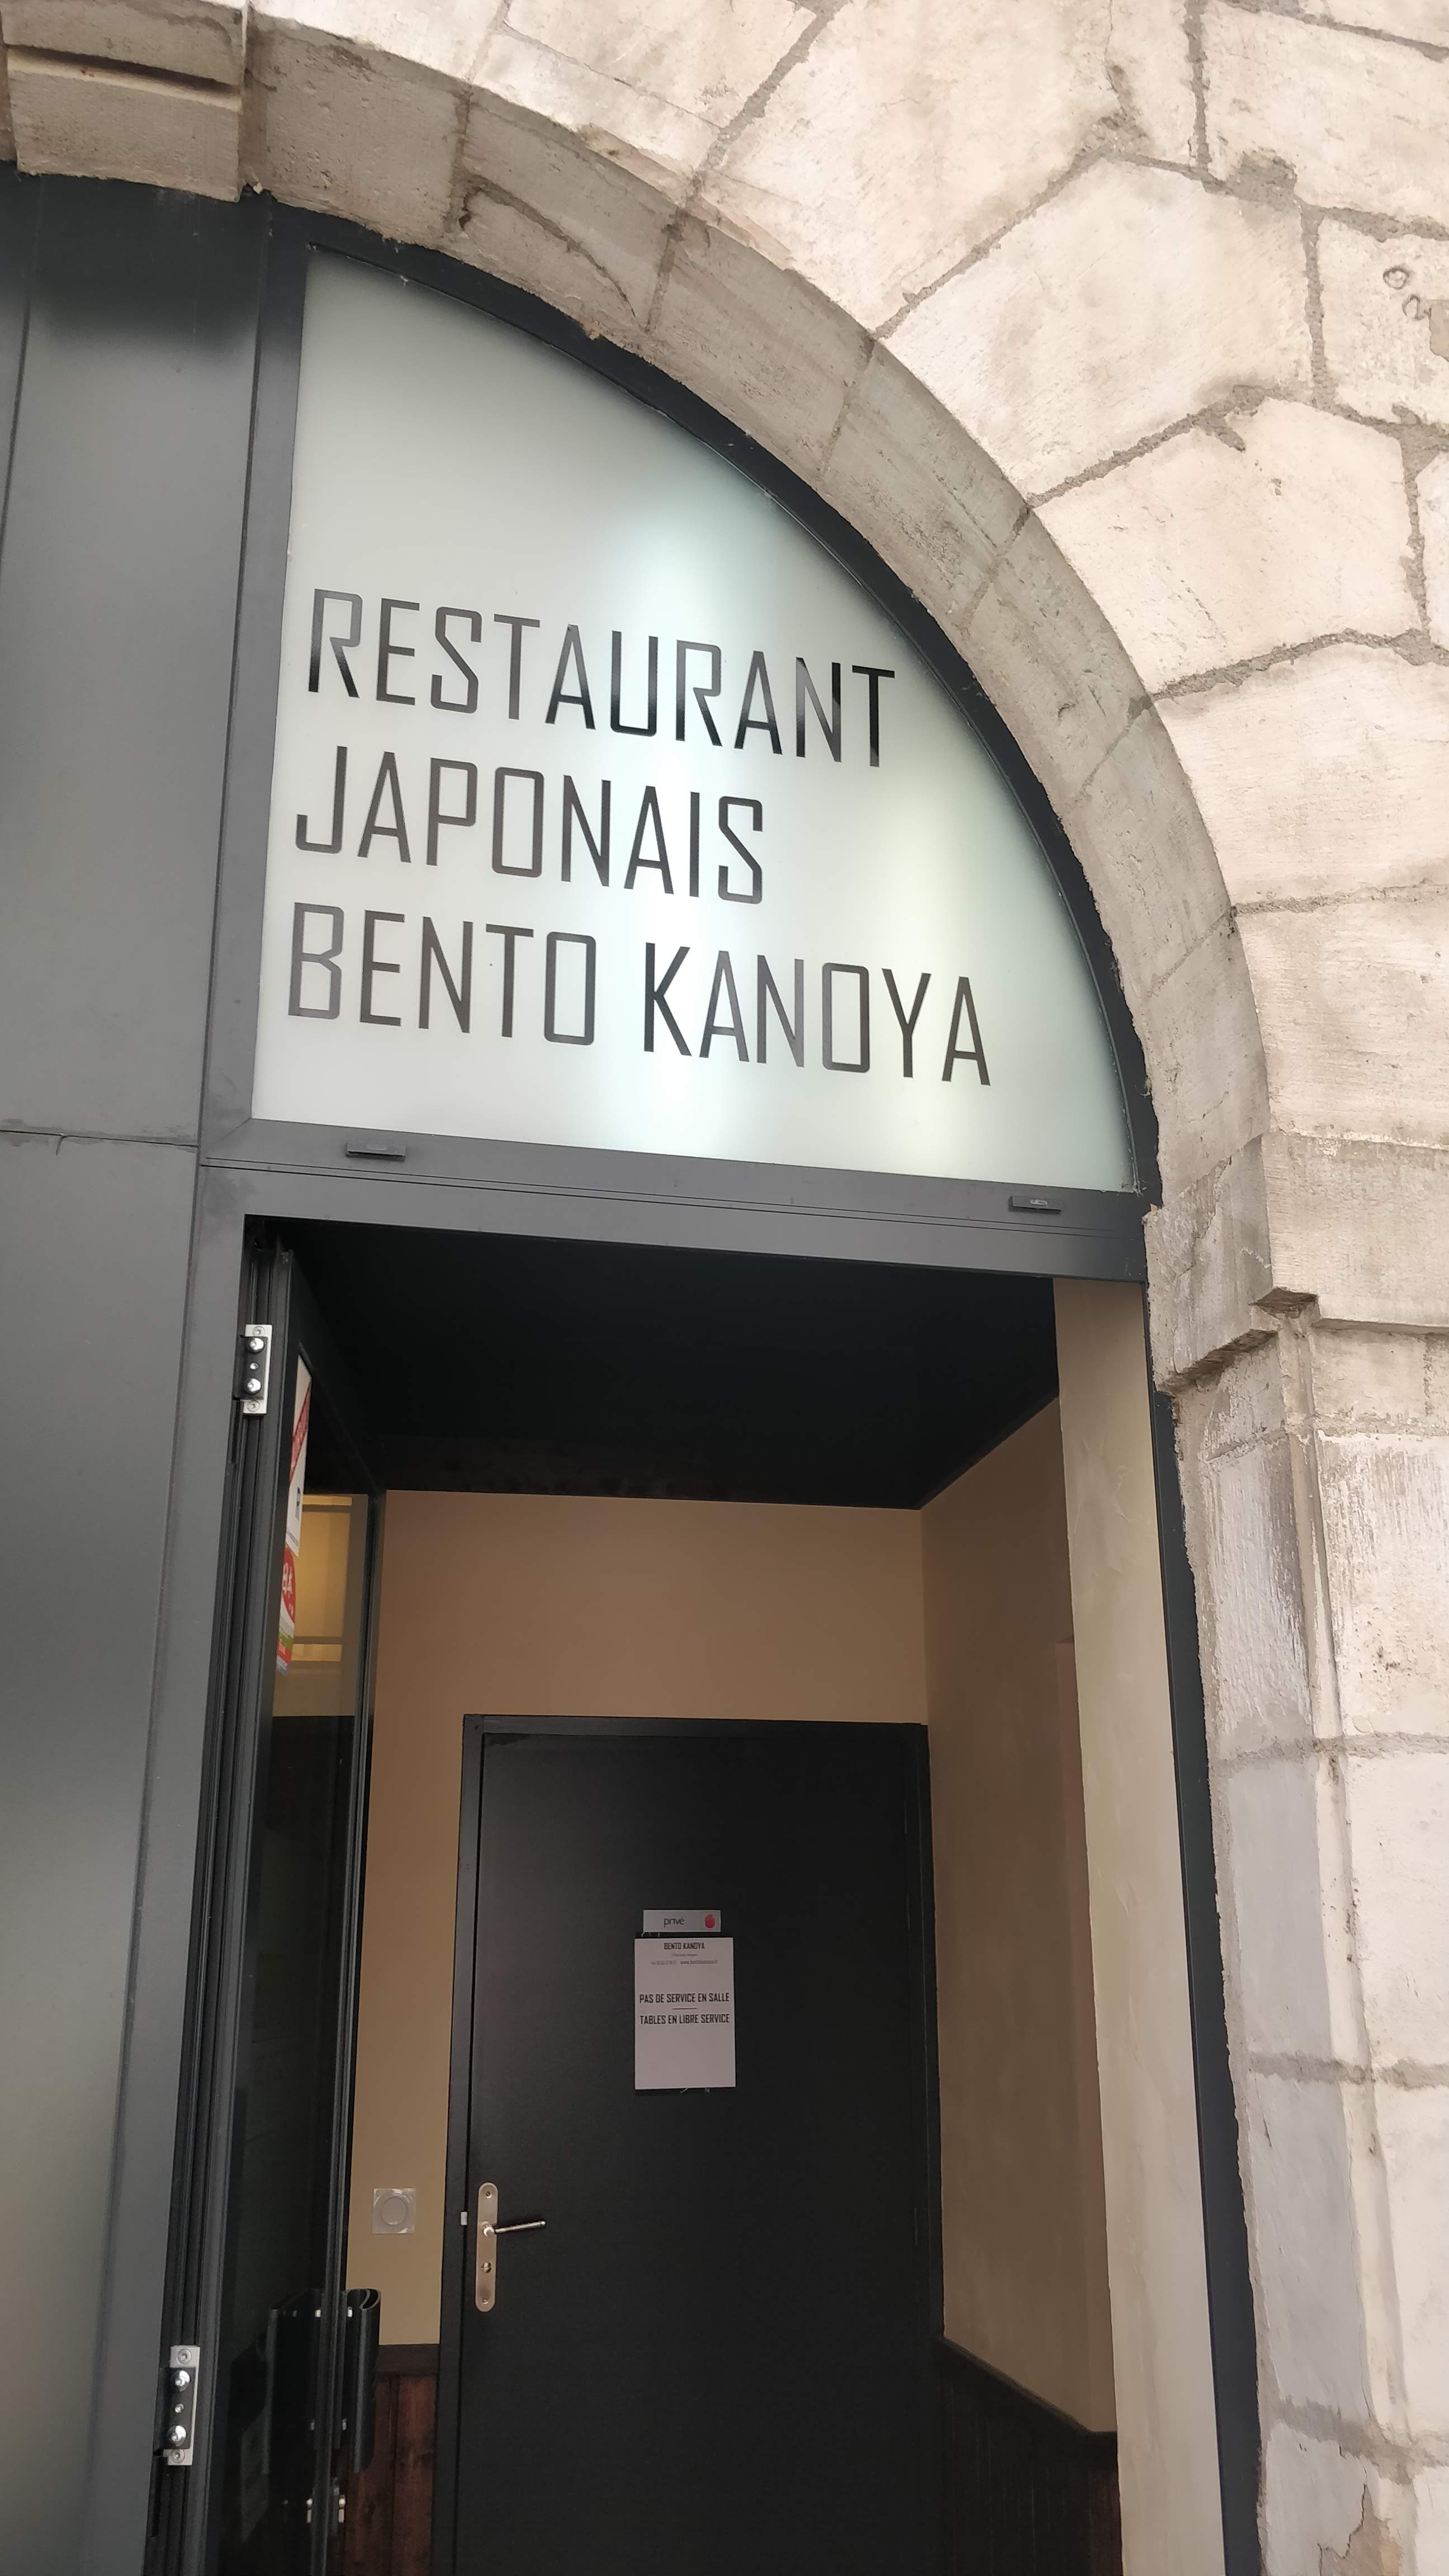 RESTAURANT
JAPONAIS
BENTO KANOYA
privé
BENTO KANOYA
PAS DE SERVICE EN SALLE
TABLES EN LIBRE SERVICE